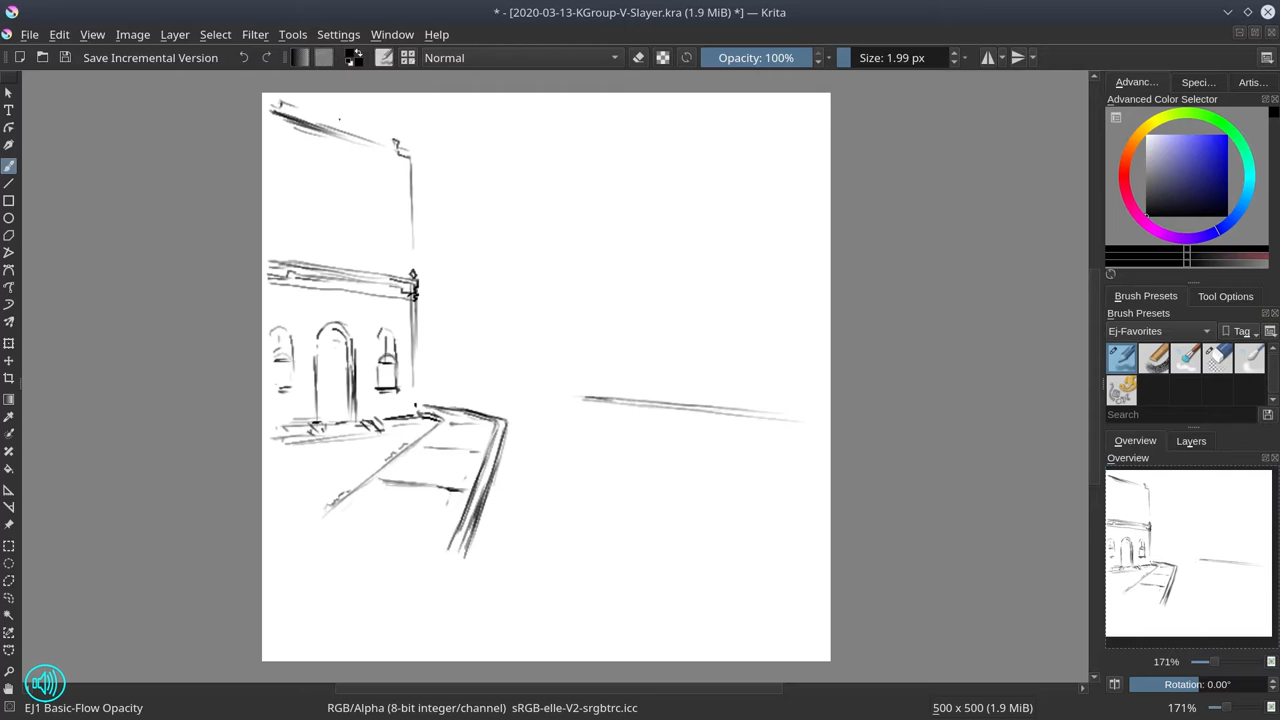 * - [2020-03-13-KGroup-V-Slayer.kra (1.9 MiB) *] — Krita
File Edit View Image Layer Select Filter Tools Settings Window Help
Save Incremental Version Normal Opacity: 100% Size: 1.99 px
Advanc... Speci... Artis...
Advanced Color Selector
Brush Presets Tool Options
Brush Presets
Ej-Favorites Tag
Search
Overview Layers
Overview
171%
Rotation: 0.00°
EJ1 Basic-Flow Opacity RGB/Alpha (8-bit integer/channel) sRGB-elle-V2-srgbtrc.icc 500 x 500 (1.9 MiB) 171%